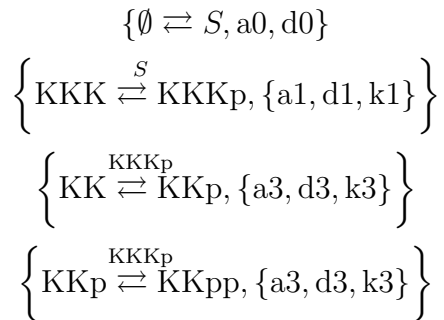 {∅ ⇄ S, a0, d0}
{KKK ⇄^S KKKp, {a1, d1, k1}}
{KK ⇄^KKKp KKp, {a3, d3, k3}}
{KKp ⇄^KKKp KKpp, {a3, d3, k3}}